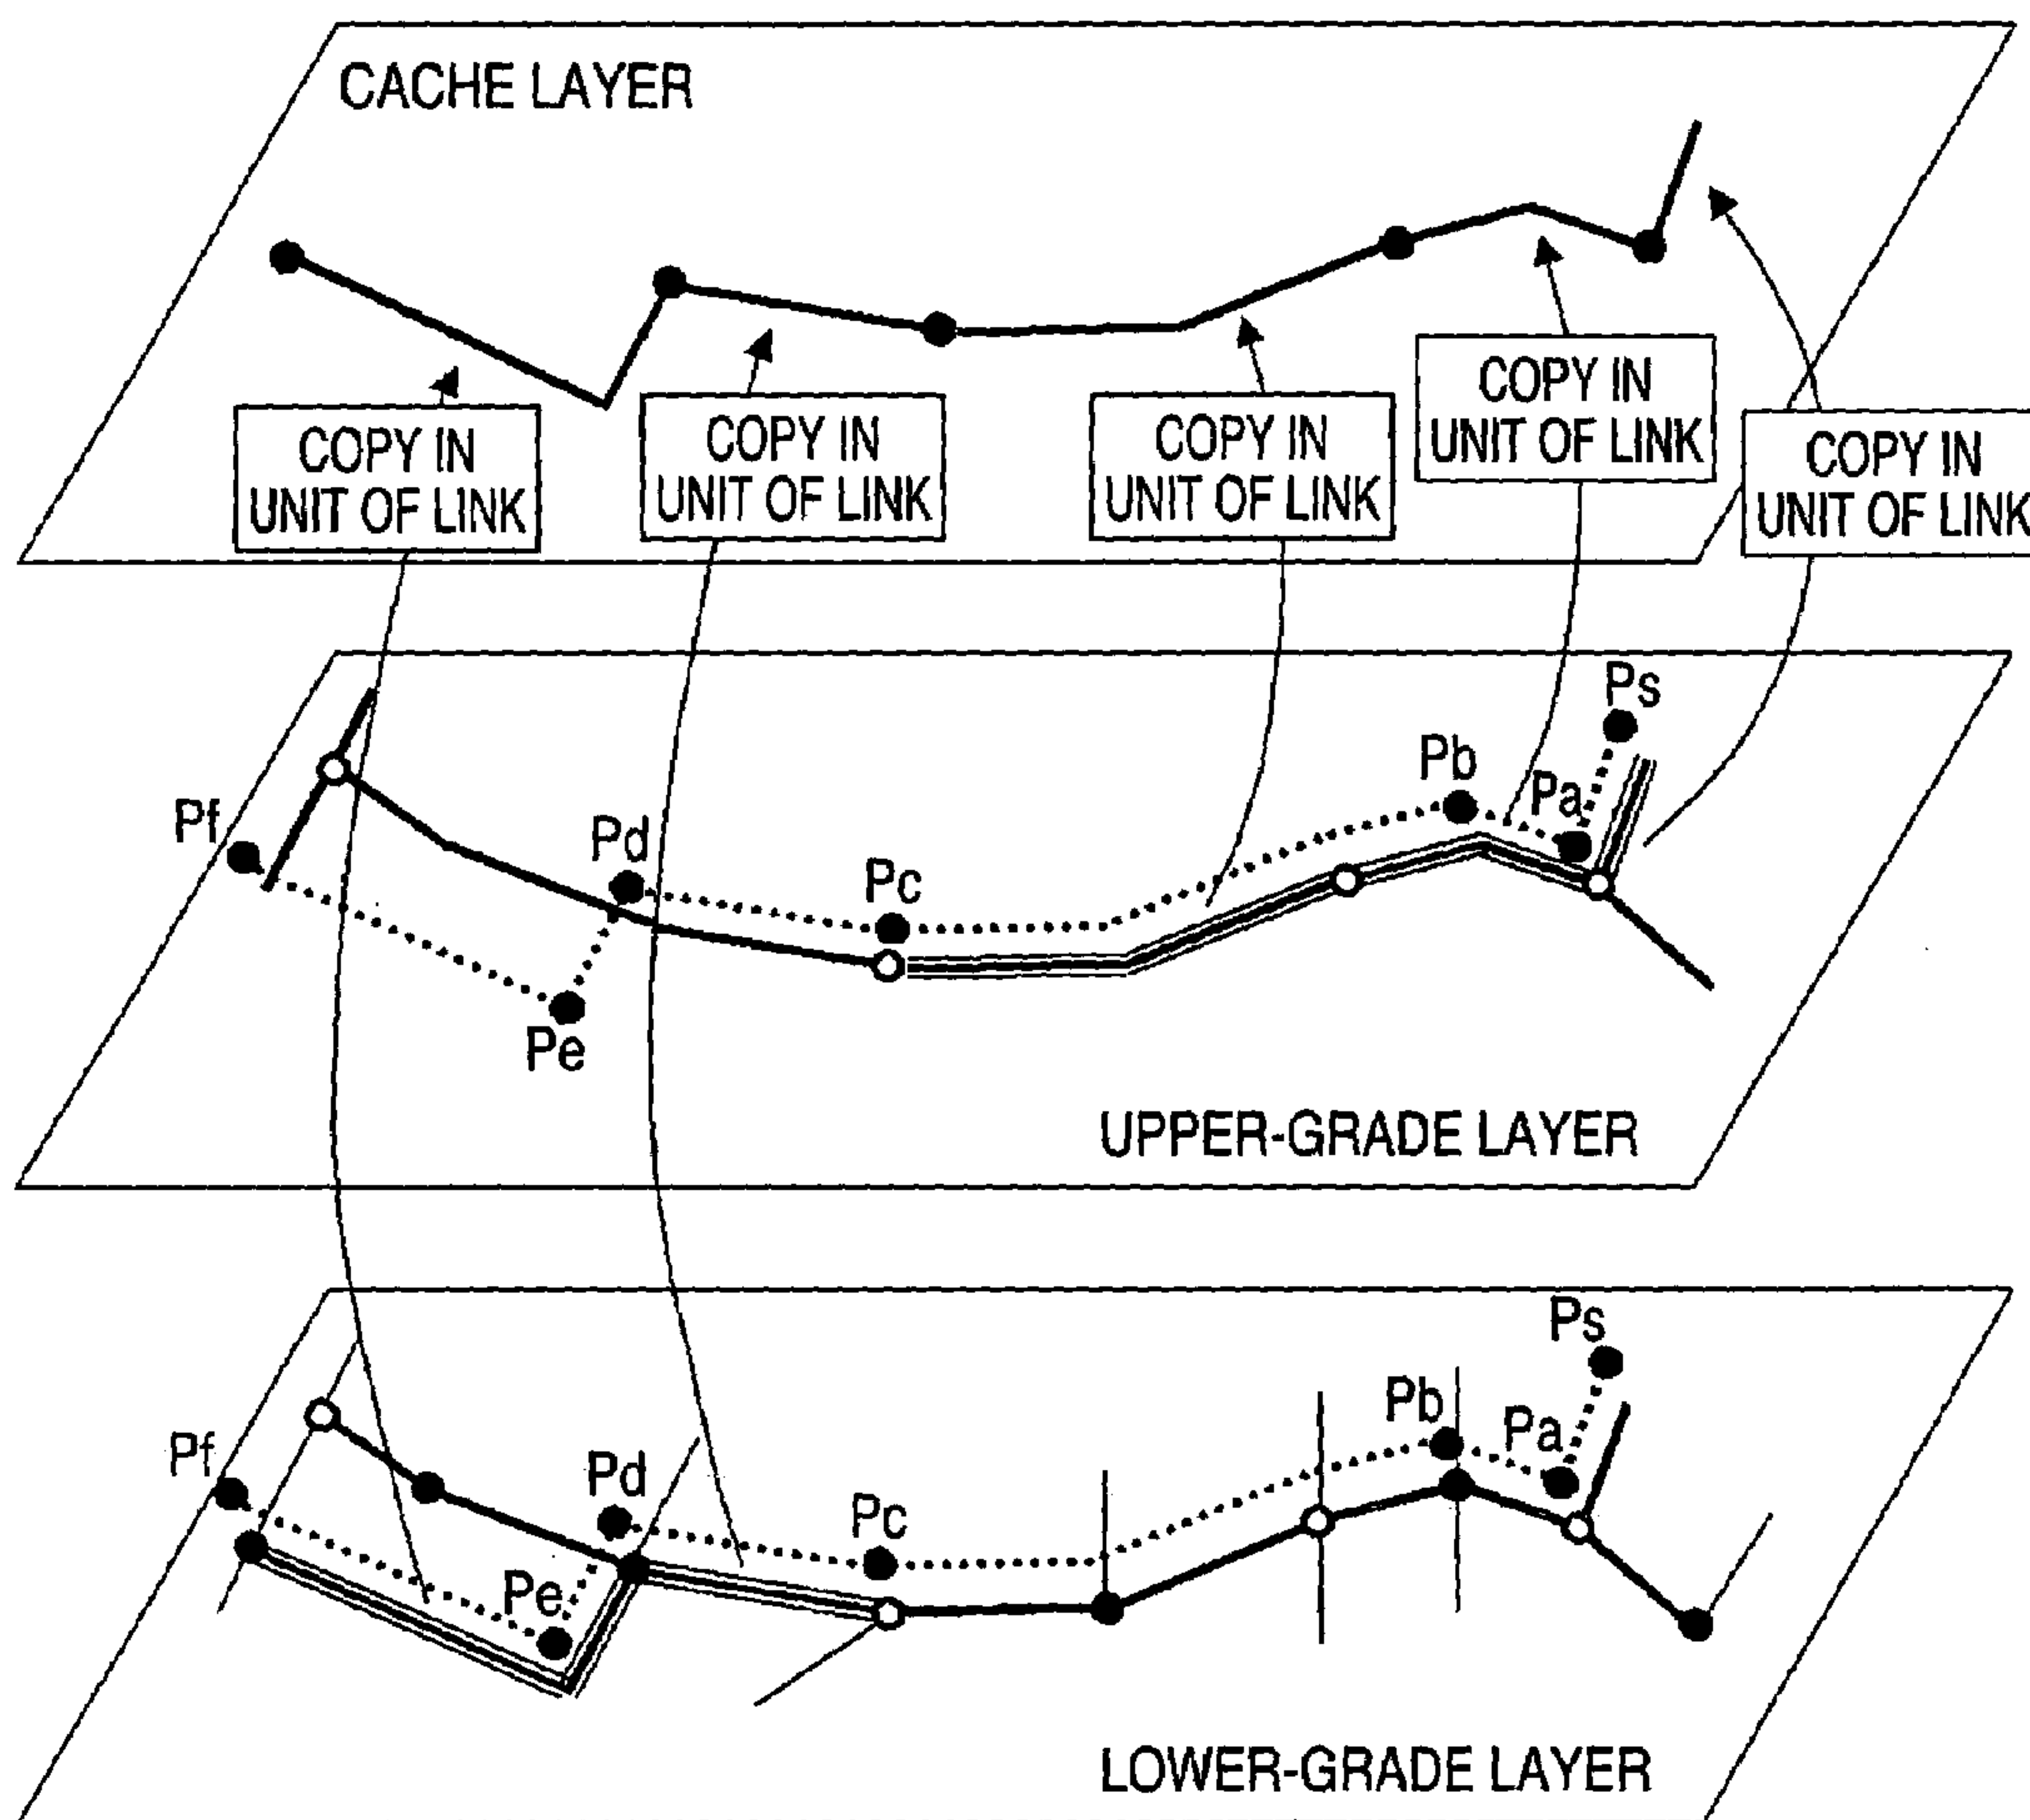 CACHE LAYER
COPY IN
UNIT OF LINK
COPY IN
UNIT OF LINK
COPY IN
UNIT OF LINK
COPY IN
UNIT OF LINK
COPY IN
UNIT OF LINK
Ps
Pb
Pa
Pf
Pd
Pc
Pe
UPPER-GRADE LAYER
Ps
Pb
Pa
Pf
Pd
Pc
Pe
LOWER-GRADE LAYER